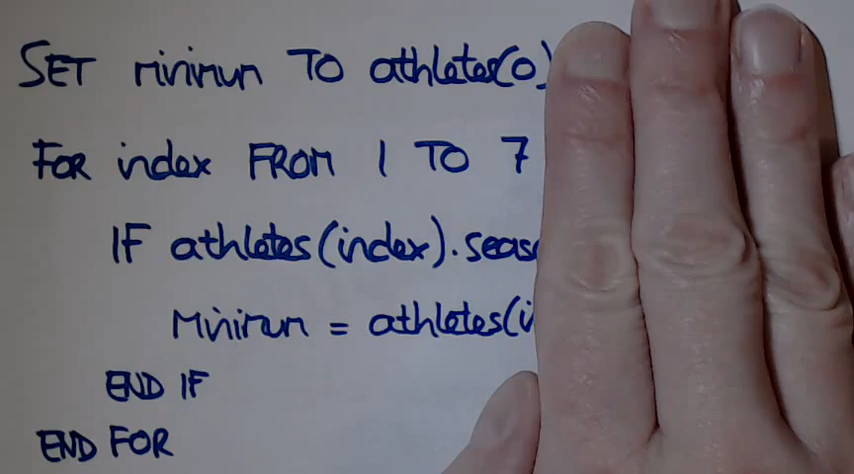 SET minimum TO athletes(0)
FOR index FROM 1 TO 7
IF athletes(index).seas
minimum = athletes(i
END IF
END FOR